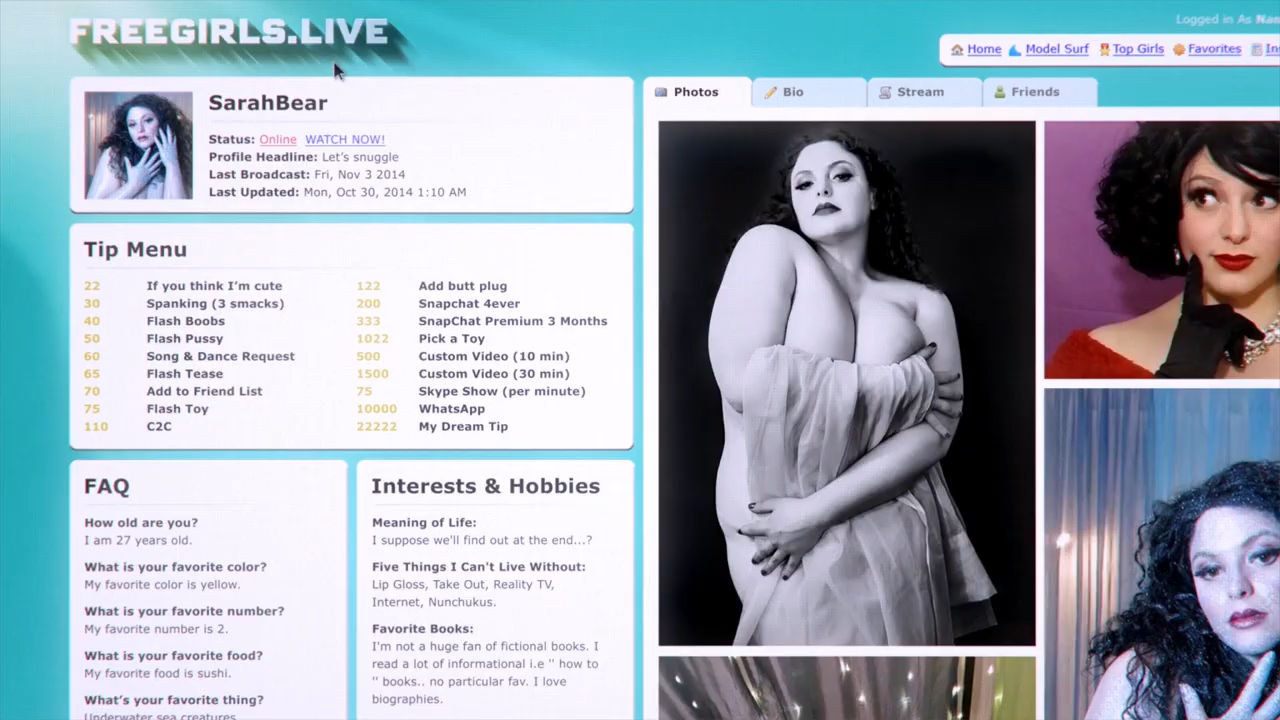 FREEGIRLS.LIVE
Logged in As
Home Model Surf Top Girls Favorites
SarahBear
Status: Online WATCH NOW!
Profile Headline: Let's snuggle
Last Broadcast: Fri, Nov 3 2014
Last Updated: Mon, Oct 30, 2014 1:10 AM
Photos Bio Stream Friends
Tip Menu
22 If you think I'm cute
30 Spanking (3 smacks)
40 Flash Boobs
50 Flash Pussy
60 Song & Dance Request
65 Flash Tease
70 Add to Friend List
75 Flash Toy
110 C2C
122 Add butt plug
200 Snapchat 4ever
333 SnapChat Premium 3 Months
1022 Pick a Toy
500 Custom Video (10 min)
1500 Custom Video (30 min)
75 Skype Show (per minute)
10000 WhatsApp
22222 My Dream Tip
FAQ
How old are you?
I am 27 years old.
What is your favorite color?
My favorite color is yellow.
What is your favorite number?
My favorite number is 2.
What is your favorite food?
My favorite food is sushi.
What's your favorite thing?
Underwater sea creatures
Interests & Hobbies
Meaning of Life:
I suppose we'll find out at the end...?
Five Things I Can't Live Without:
Lip Gloss, Take Out, Reality TV,
Internet, Nunchukus.
Favorite Books:
I'm not a huge fan of fictional books. I
read a lot of informational i.e '' how to
'' books.. no particular fav. I love
biographies.